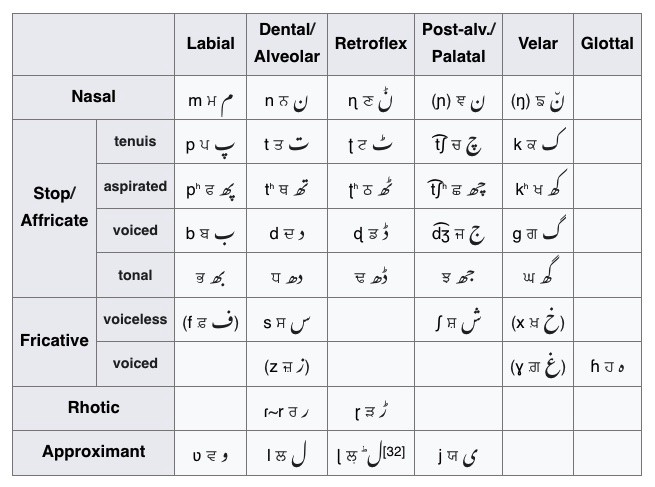 Labial Dental/ Alveolar Retroflex Post-alv./ Palatal Velar Glottal
Nasal m ਮ م n ਨ ن ɳ ਣ ݨ (ɲ) ਞ ن (ŋ) ਙ ن٘
Stop/ Affricate tenuis p ਪ پ t ਤ ت ʈ ਟ ٹ t͡ʃ ਚ چ k ਕ ک
aspirated pʰ ਫ پھ tʰ ਥ تھ ʈʰ ਠ ٹھ t͡ʃʰ ਛ چھ kʰ ਖ کھ
voiced b ਬ ب d ਦ د ɖ ਡ ڈ d͡ʒ ਜ ج g ਗ گ
tonal ਭ بھ ਧ دھ ਢ ڈھ ਝ جھ ਘ گھ
Fricative voiceless (f ਫ਼ ف) s ਸ س ʃ ਸ਼ ش (x ਖ਼ خ)
voiced (z ਜ਼ ز) (ɣ ਗ਼ غ) ɦ ਹ ہ
Rhotic ɾ~r ਰ ر ɽ ੜ ڑ
Approximant ʋ ਵ و l ਲ ل ɭ ਲ਼ [32] j ਯ ی